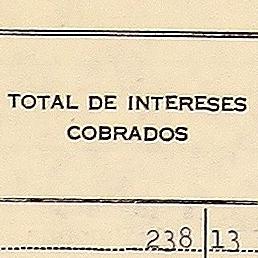 TOTAL DE INTERESES
COBRADOS
238 13